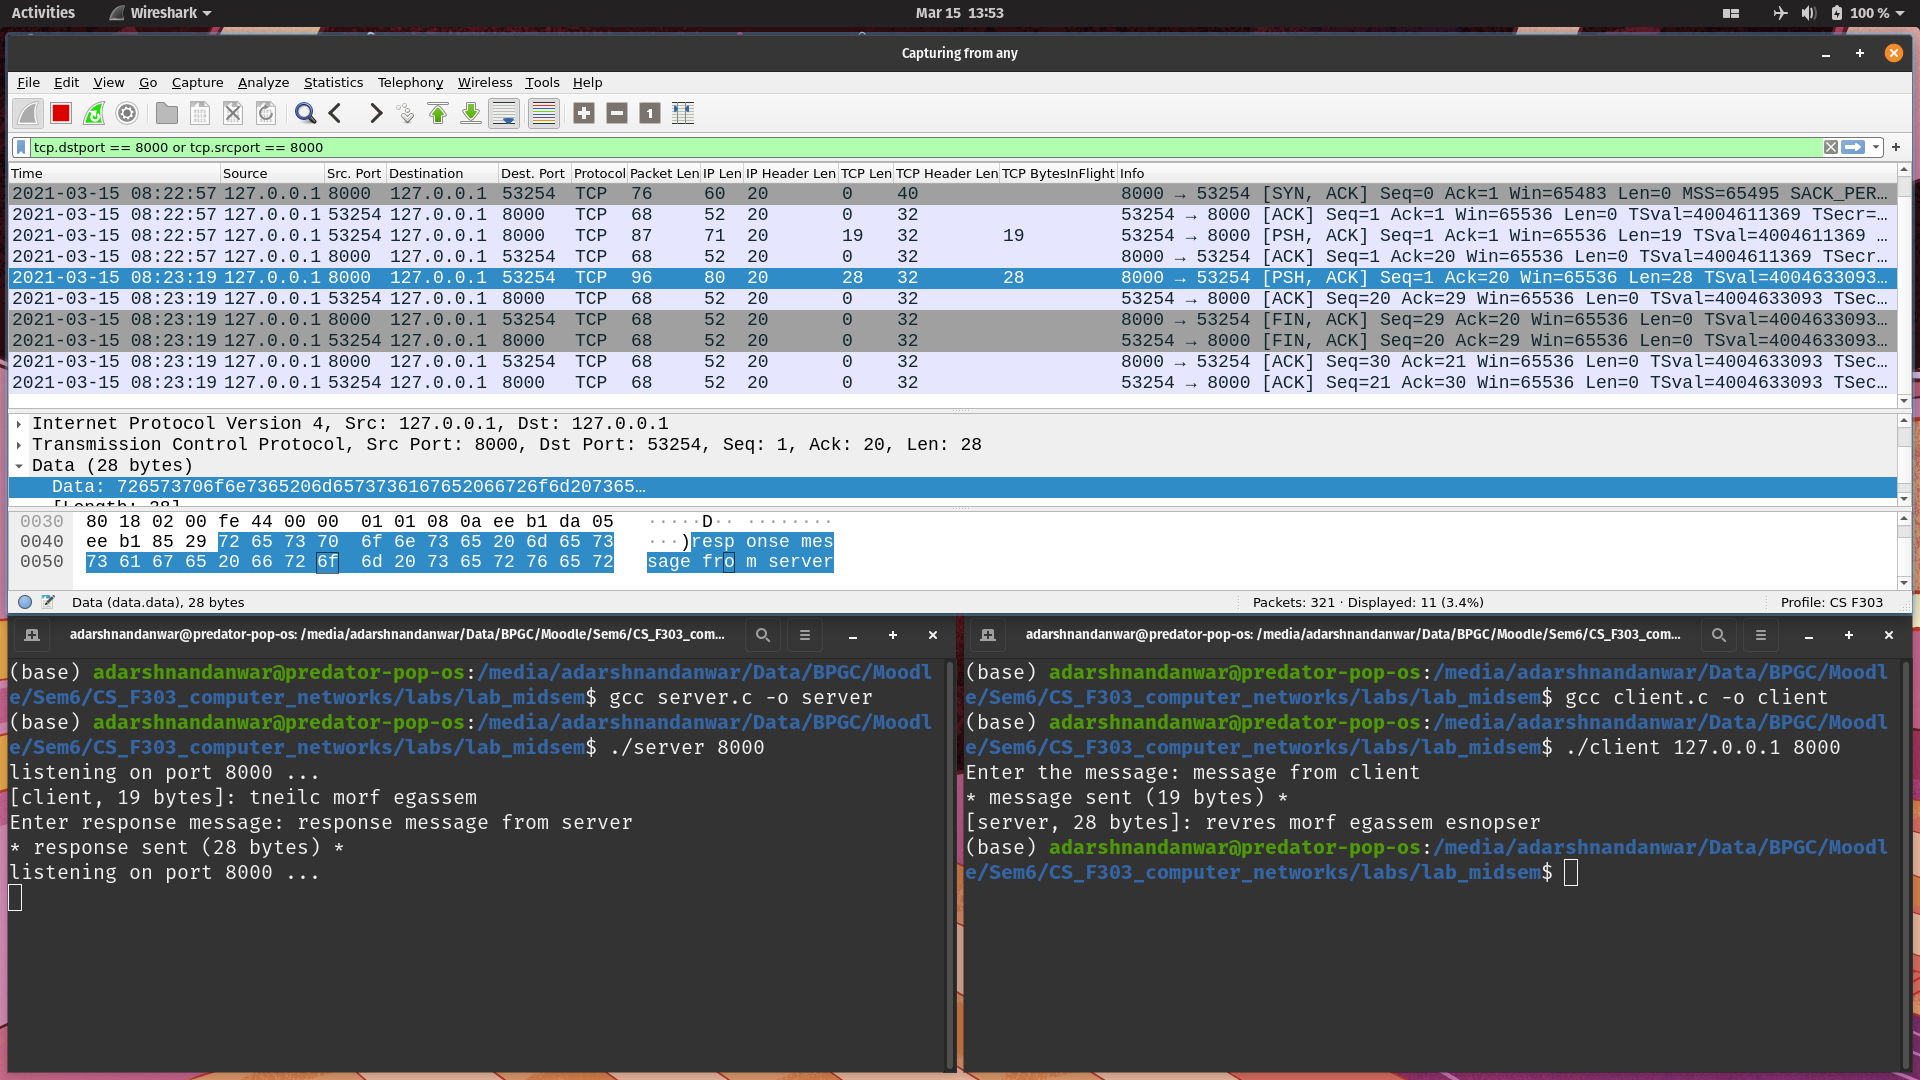 Activities Wireshark Mar 15 13:53 100 %
Capturing from any
File Edit View Go Capture Analyze Statistics Telephony Wireless Tools Help
tcp.dstport == 8000 or tcp.srcport == 8000
Time Source Src. Port Destination Dest. Port Protocol Packet Len IP Len IP Header Len TCP Len TCP Header Len TCP BytesInFlight Info
2021-03-15 08:22:57 127.0.0.1 8000 127.0.0.1 53254 TCP 76 60 20 0 40 8000 → 53254 [SYN, ACK] Seq=0 Ack=1 Win=65483 Len=0 MSS=65495 SACK_PER…
2021-03-15 08:22:57 127.0.0.1 53254 127.0.0.1 8000 TCP 68 52 20 0 32 53254 → 8000 [ACK] Seq=1 Ack=1 Win=65536 Len=0 TSval=4004611369 TSecr=…
2021-03-15 08:22:57 127.0.0.1 53254 127.0.0.1 8000 TCP 87 71 20 19 32 19 53254 → 8000 [PSH, ACK] Seq=1 Ack=1 Win=65536 Len=19 TSval=4004611369 …
2021-03-15 08:22:57 127.0.0.1 8000 127.0.0.1 53254 TCP 68 52 20 0 32 8000 → 53254 [ACK] Seq=1 Ack=20 Win=65536 Len=0 TSval=4004611369 TSecr…
2021-03-15 08:23:19 127.0.0.1 8000 127.0.0.1 53254 TCP 96 80 20 28 32 28 8000 → 53254 [PSH, ACK] Seq=1 Ack=20 Win=65536 Len=28 TSval=4004633093…
2021-03-15 08:23:19 127.0.0.1 53254 127.0.0.1 8000 TCP 68 52 20 0 32 53254 → 8000 [ACK] Seq=20 Ack=29 Win=65536 Len=0 TSval=4004633093 TSec…
2021-03-15 08:23:19 127.0.0.1 8000 127.0.0.1 53254 TCP 68 52 20 0 32 8000 → 53254 [FIN, ACK] Seq=29 Ack=20 Win=65536 Len=0 TSval=4004633093…
2021-03-15 08:23:19 127.0.0.1 53254 127.0.0.1 8000 TCP 68 52 20 0 32 53254 → 8000 [FIN, ACK] Seq=20 Ack=29 Win=65536 Len=0 TSval=4004633093…
2021-03-15 08:23:19 127.0.0.1 8000 127.0.0.1 53254 TCP 68 52 20 0 32 8000 → 53254 [ACK] Seq=30 Ack=21 Win=65536 Len=0 TSval=4004633093 TSec…
2021-03-15 08:23:19 127.0.0.1 53254 127.0.0.1 8000 TCP 68 52 20 0 32 53254 → 8000 [ACK] Seq=21 Ack=30 Win=65536 Len=0 TSval=4004633093 TSec…
Internet Protocol Version 4, Src: 127.0.0.1, Dst: 127.0.0.1
Transmission Control Protocol, Src Port: 8000, Dst Port: 53254, Seq: 1, Ack: 20, Len: 28
Data (28 bytes)
Data: 726573706f6e7365206d6573736167652066726f6d207365…
[Length: 28]
0030 80 18 02 00 fe 44 00 00 01 01 08 0a ee b1 da 05 ·····D·· ········
0040 ee b1 85 29 72 65 73 70 6f 6e 73 65 20 6d 65 73 ···)resp onse mes
0050 73 61 67 65 20 66 72 6f 6d 20 73 65 72 76 65 72 sage fro m server
Data (data.data), 28 bytes Packets: 321 · Displayed: 11 (3.4%) Profile: CS F303
adarshnandanwar@predator-pop-os: /media/adarshnandanwar/Data/BPGC/Moodle/Sem6/CS_F303_com...
(base) adarshnandanwar@predator-pop-os:/media/adarshnandanwar/Data/BPGC/Moodl
e/Sem6/CS_F303_computer_networks/labs/lab_midsem$ gcc server.c -o server
(base) adarshnandanwar@predator-pop-os:/media/adarshnandanwar/Data/BPGC/Moodl
e/Sem6/CS_F303_computer_networks/labs/lab_midsem$ ./server 8000
listening on port 8000 ...
[client, 19 bytes]: tneilc morf egassem
Enter response message: response message from server
* response sent (28 bytes) *
listening on port 8000 ...
adarshnandanwar@predator-pop-os: /media/adarshnandanwar/Data/BPGC/Moodle/Sem6/CS_F303_com...
(base) adarshnandanwar@predator-pop-os:/media/adarshnandanwar/Data/BPGC/Moodl
e/Sem6/CS_F303_computer_networks/labs/lab_midsem$ gcc client.c -o client
(base) adarshnandanwar@predator-pop-os:/media/adarshnandanwar/Data/BPGC/Moodl
e/Sem6/CS_F303_computer_networks/labs/lab_midsem$ ./client 127.0.0.1 8000
Enter the message: message from client
* message sent (19 bytes) *
[server, 28 bytes]: revres morf egassem esnopser
(base) adarshnandanwar@predator-pop-os:/media/adarshnandanwar/Data/BPGC/Moodl
e/Sem6/CS_F303_computer_networks/labs/lab_midsem$